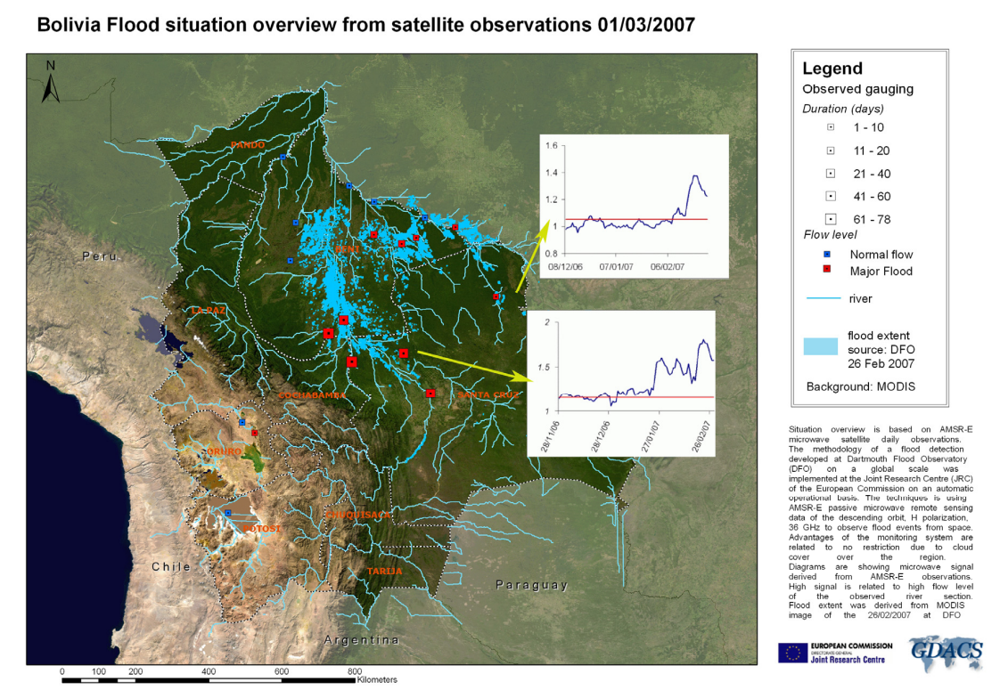 Bolivia Flood situation overview from satellite observations 01/03/2007
N
PANDO
BENI
Peru
LA PAZ
COCHABAMBA
SANTA CRUZ
ORURO
POTOSI
CHUQUISACA
TARIJA
Chile
Paraguay
Argentina
1.6
1.4
1.2
1
0.8
08/12/06 07/01/07 06/02/07
2
1.5
1
28/11/06 28/12/06 27/01/07 26/02/07
0 100 200 400 600 800
Kilometers
Legend
Observed gauging
Duration (days)
1 - 10
11 - 20
21 - 40
41 - 60
61 - 78
Flow level
Normal flow
Major Flood
river
flood extent
source: DFO
26 Feb 2007
Background: MODIS
Situation overview is based on AMSR-E
microwave satellite daily observations.
The methodology of a flood detection
developed at Dartmouth Flood Observatory
(DFO) on a global scale was
implemented at the Joint Research Centre (JRC)
of the European Commission on an automatic
operational basis. The techniques is using
AMSR-E passive microwave remote sensing
data of the descending orbit, H polarization,
36 GHz to observe flood events from space.
Advantages of the monitoring system are
related to no restriction due to cloud
cover over the region.
Diagrams are showing microwave signal
derived from AMSR-E observations.
High signal is related to high flow level
of the observed river section.
Flood extent was derived from MODIS
image of the 26/02/2007 at DFO
EUROPEAN COMMISSION
DIRECTORATE GENERAL
Joint Research Centre
GDACS